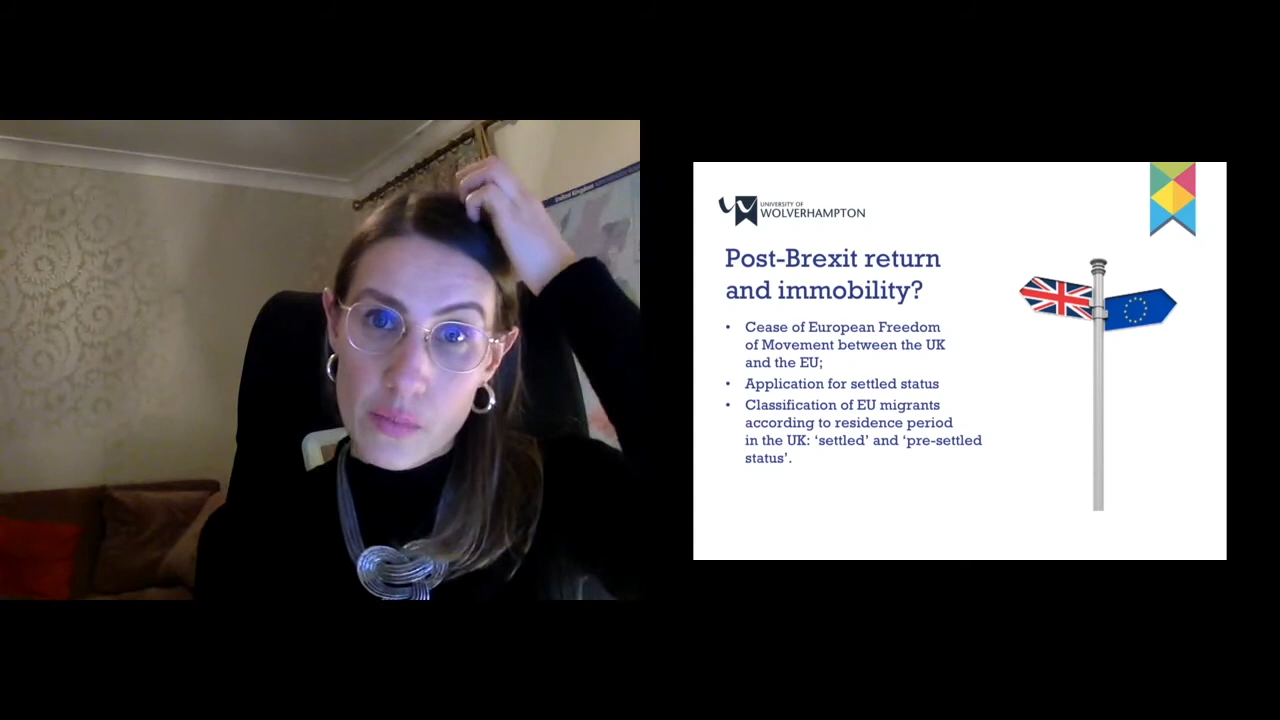 United Kingdom
UNIVERSITY OF
WOLVERHAMPTON
Post-Brexit return
and immobility?
• Cease of European Freedom
of Movement between the UK
and the EU;
• Application for settled status
• Classification of EU migrants
according to residence period
in the UK: ‘settled’ and ‘pre-settled
status’.